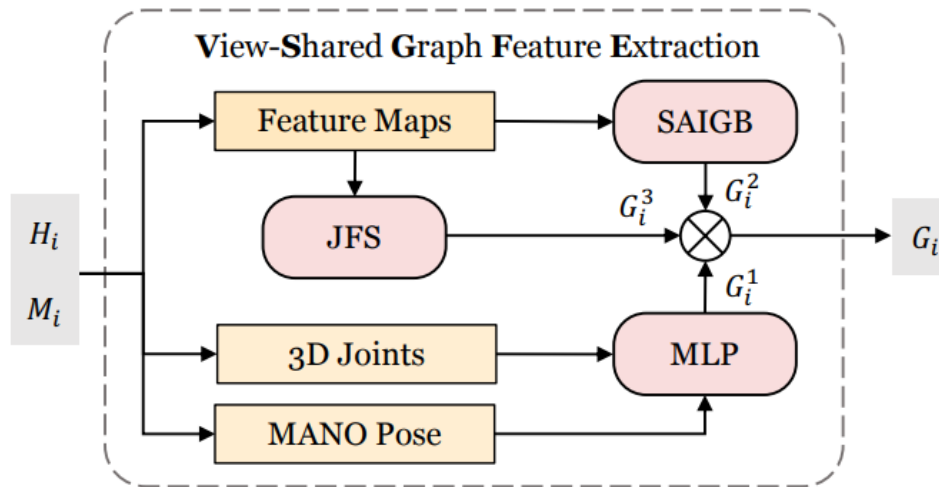 View-Shared Graph Feature Extraction
Feature Maps
SAIGB
H_i
M_i
JFS
G_i^3
G_i^2
G_i
G_i^1
3D Joints
MLP
MANO Pose